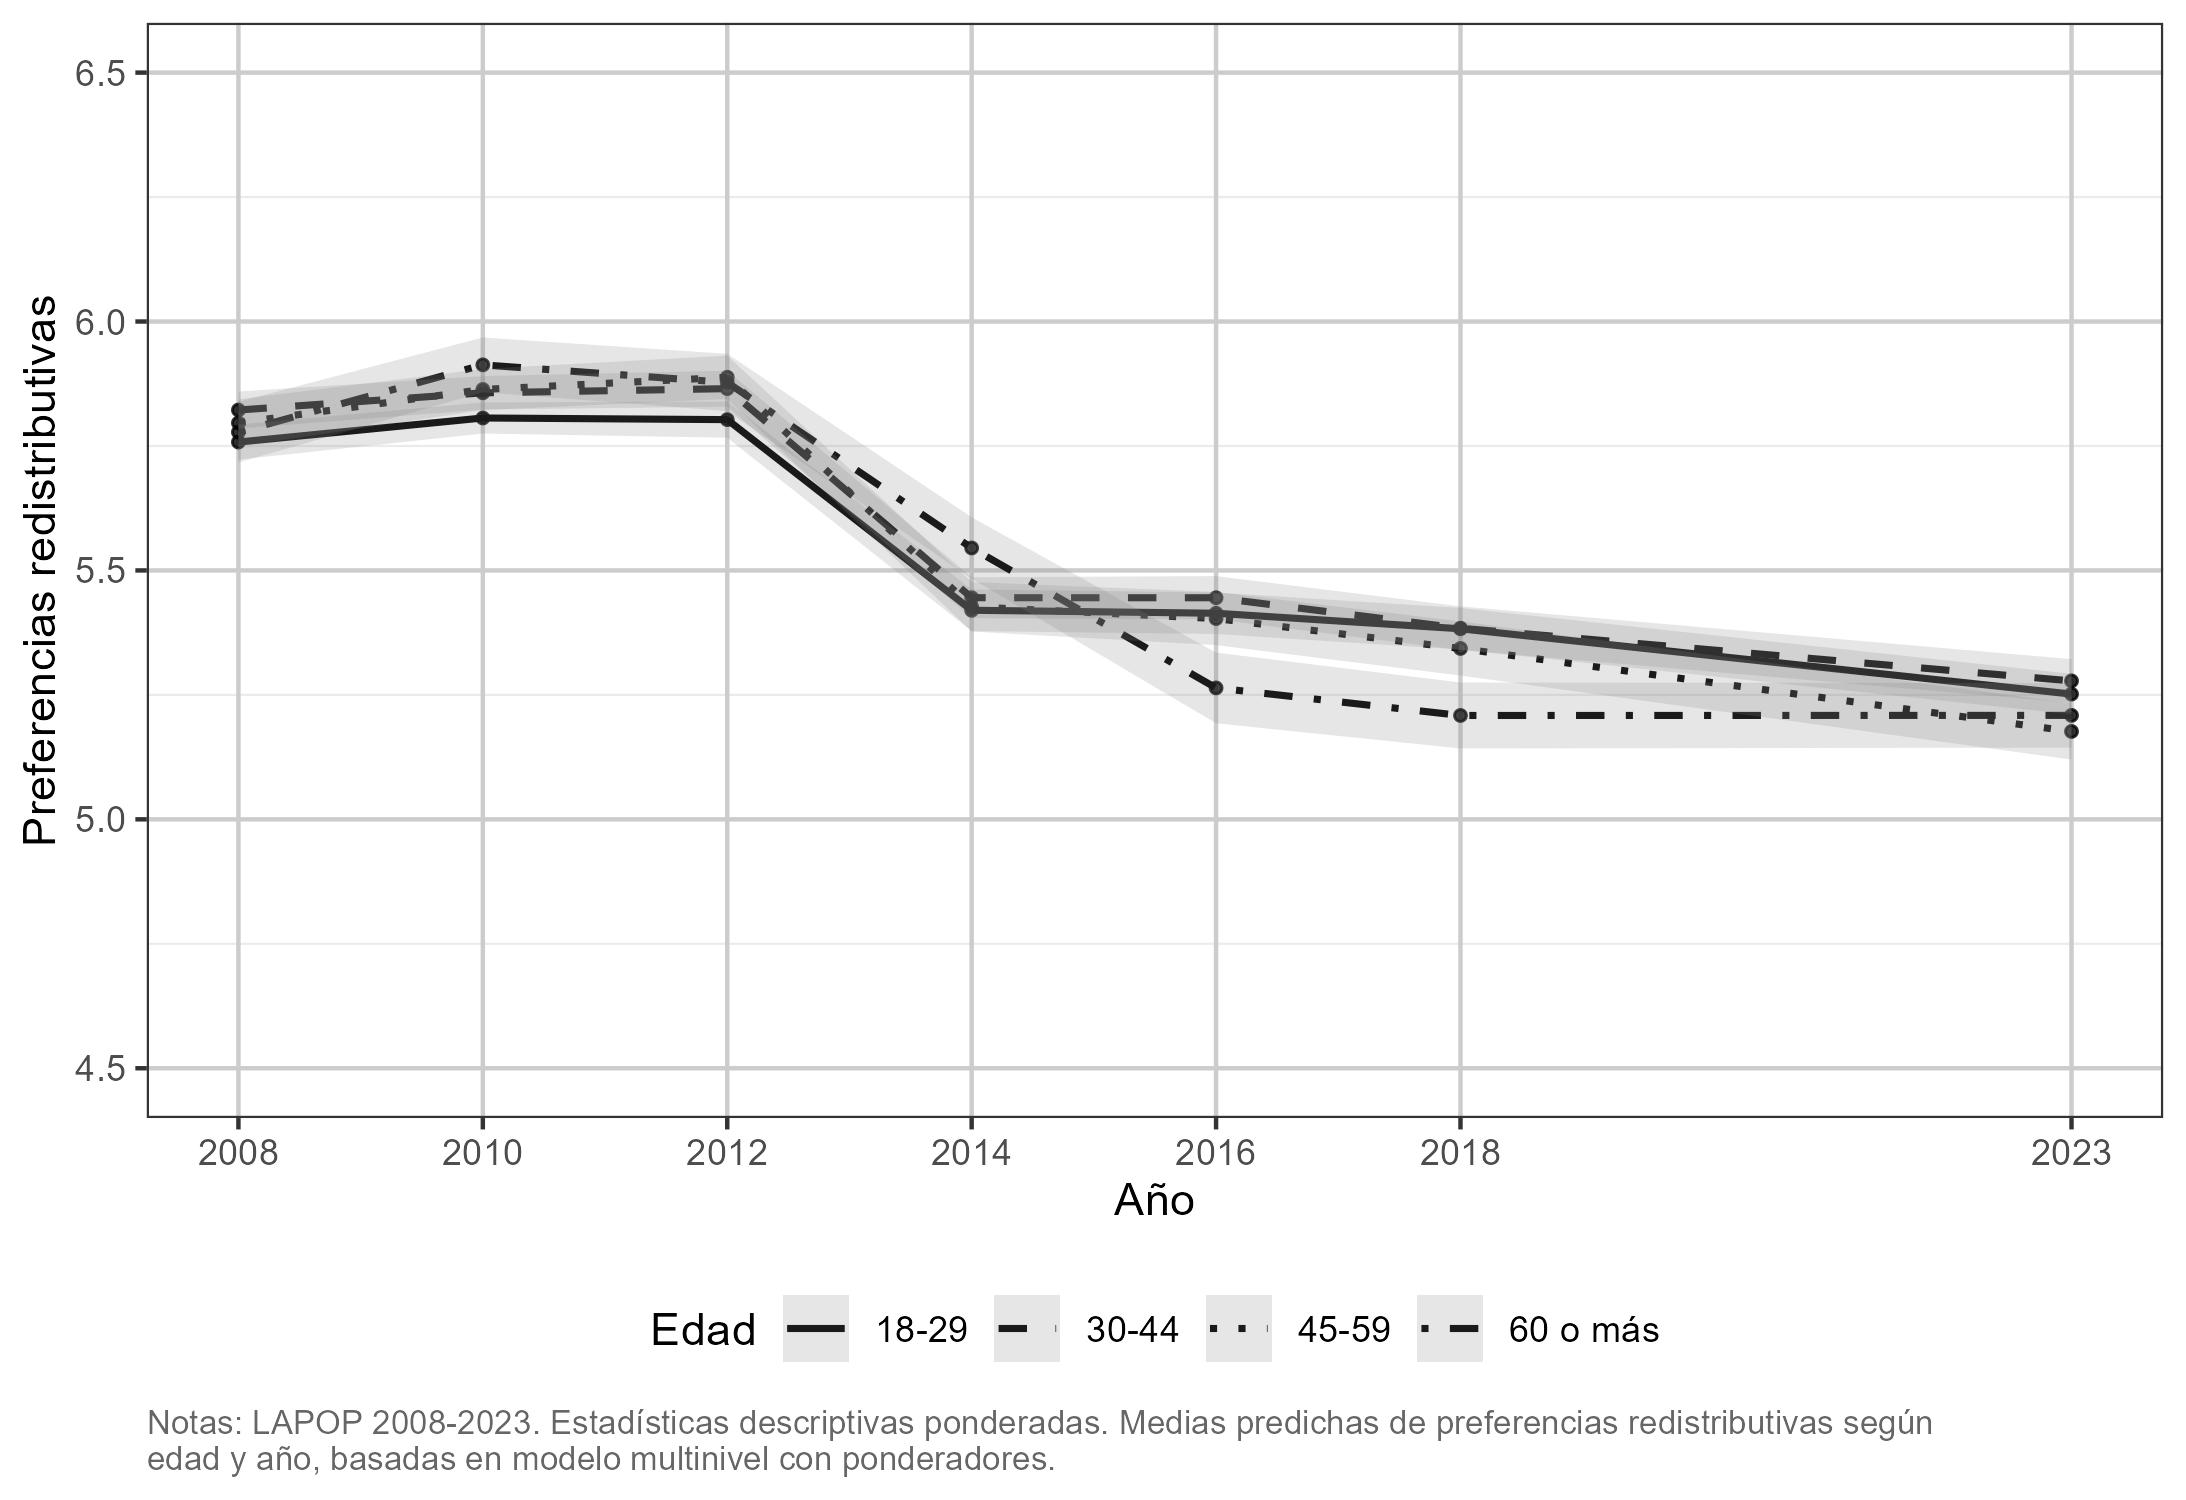 Preferencias redistributivas
6.5
6.0
5.5
5.0
4.5
2008 2010 2012 2014 2016 2018 2023
Año
Edad 18-29 30-44 45-59 60 o más
Notas: LAPOP 2008-2023. Estadísticas descriptivas ponderadas. Medias predichas de preferencias redistributivas según
edad y año, basadas en modelo multinivel con ponderadores.